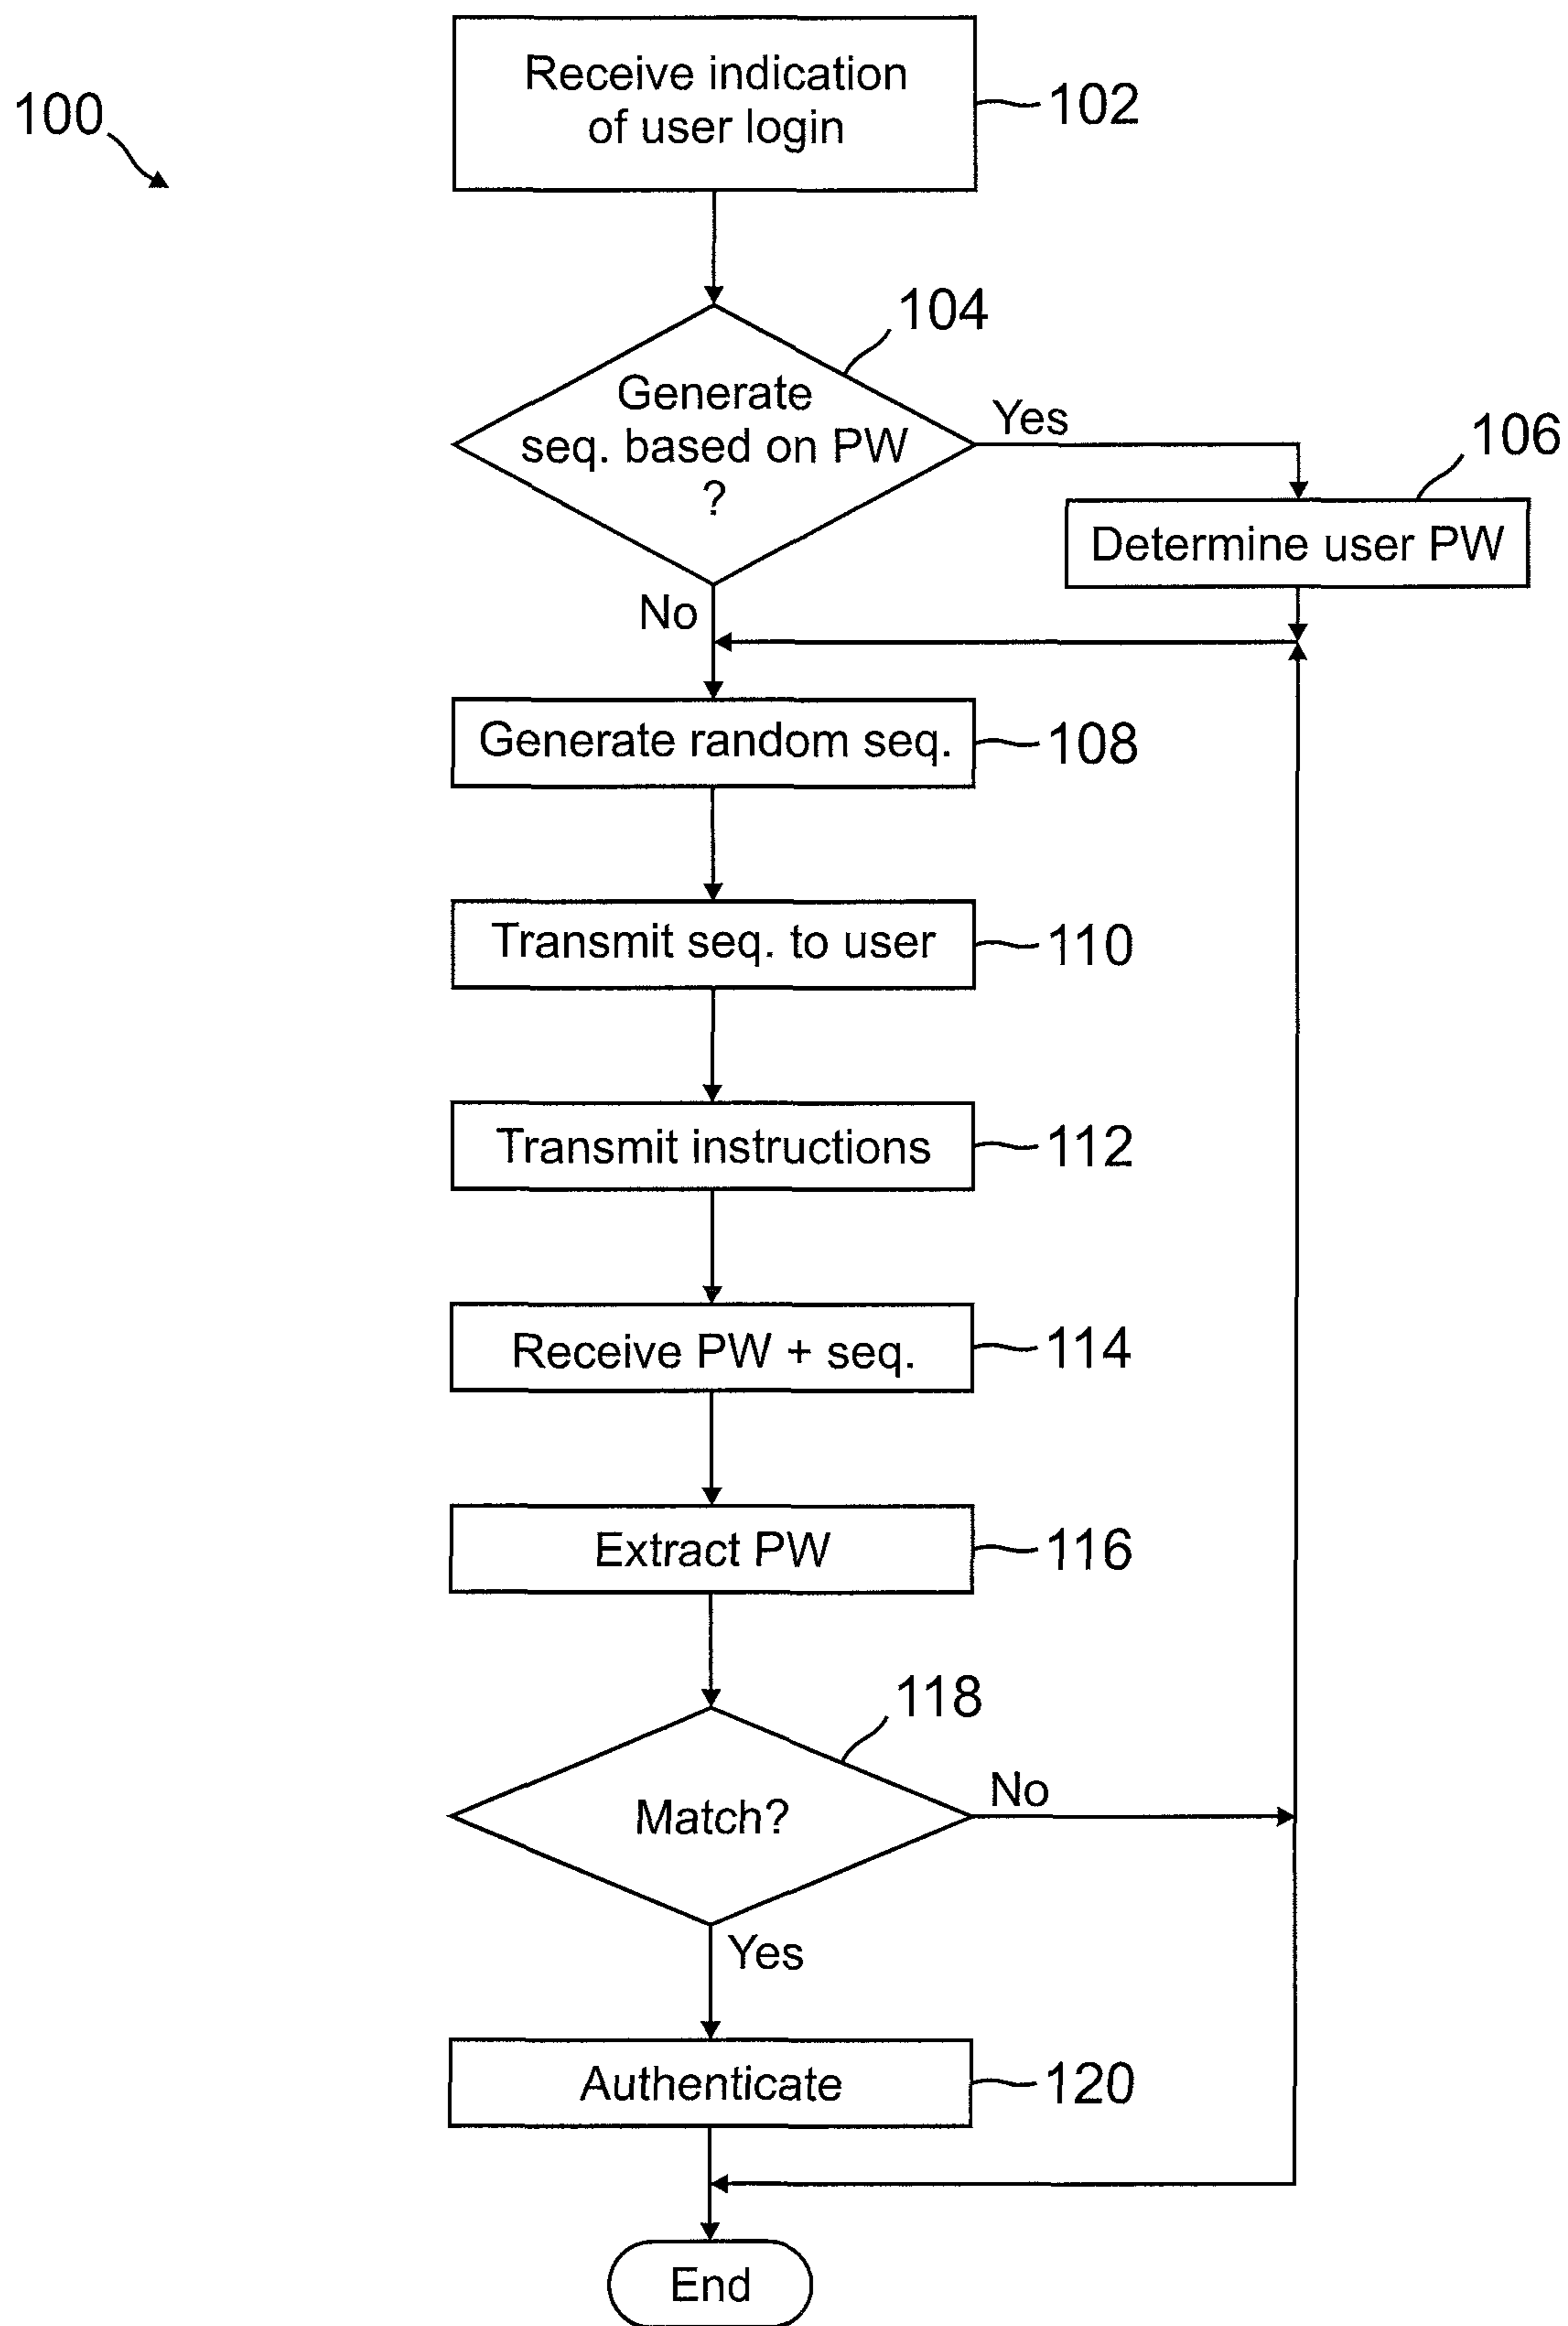 100
Receive indication
of user login
102
104
Generate
seq. based on PW
?
Yes
106
Determine user PW
No
Generate random seq.
108
Transmit seq. to user
110
Transmit instructions
112
Receive PW + seq.
114
Extract PW
116
118
Match?
No
Yes
Authenticate
120
End